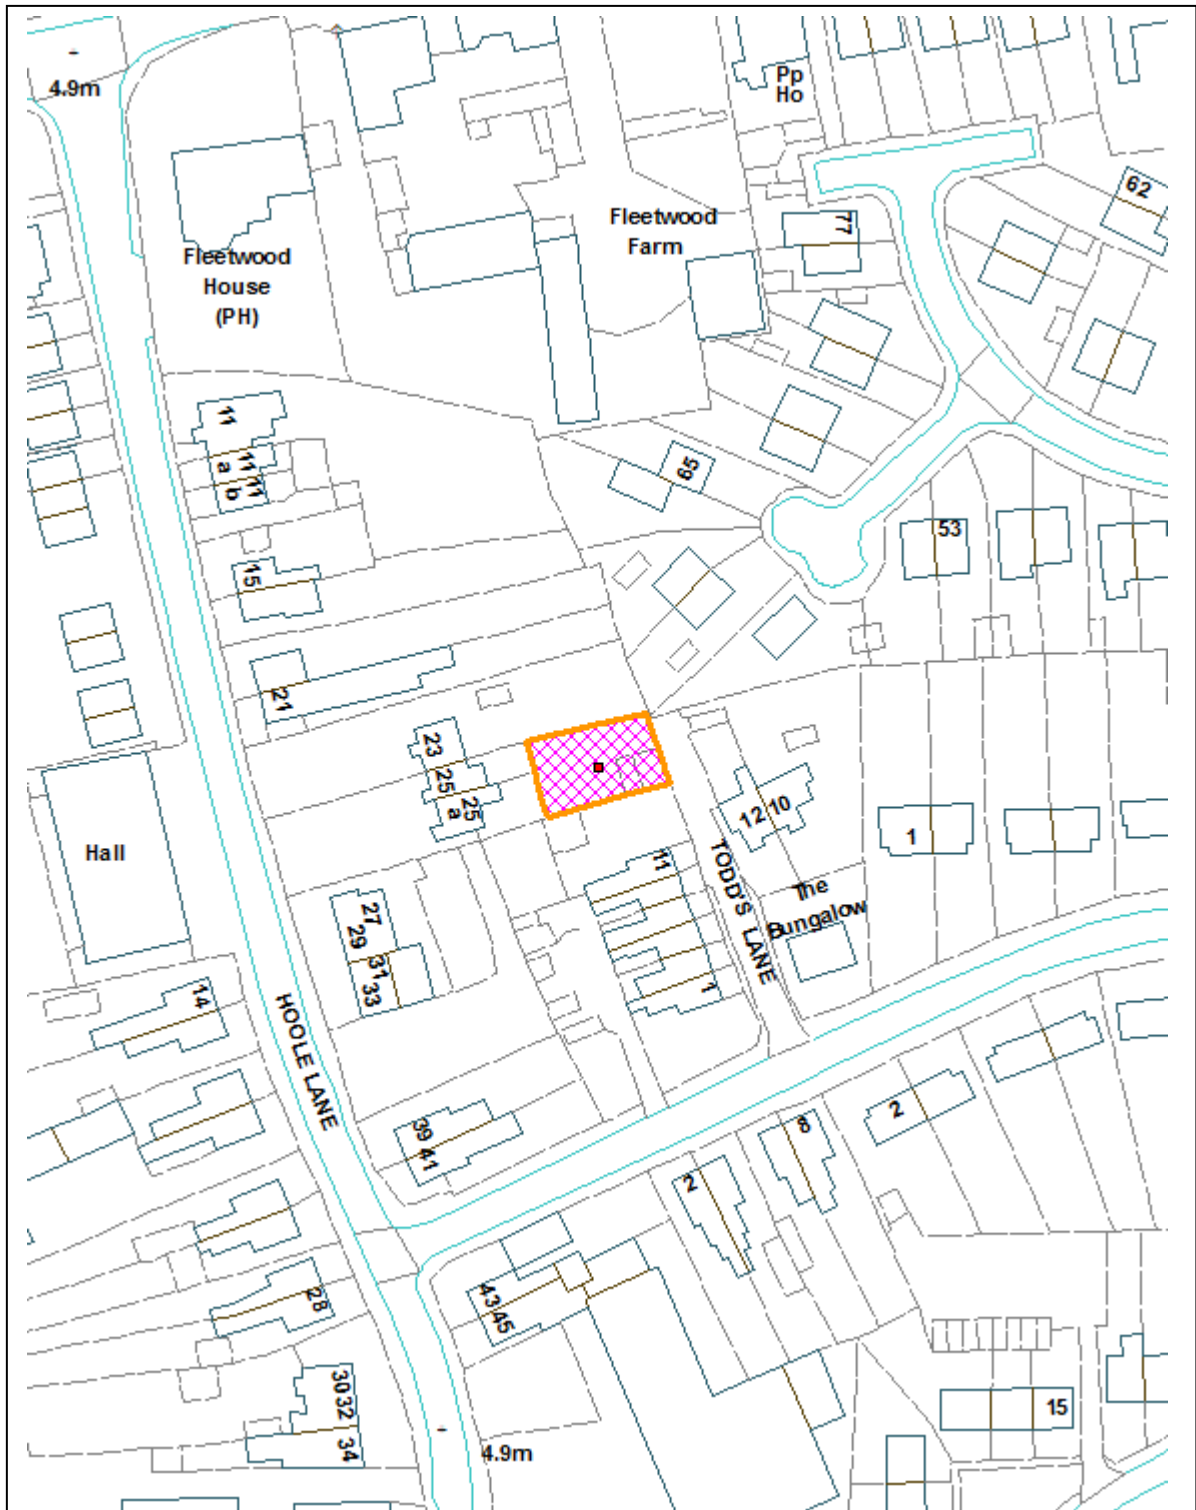 4.9m
Pp
Ho
62
Fleetwood
Farm
77
Fleetwood
House
(PH)
11
11
a
11
b
65
15
53
21
23
25
25
a
12
10
1
Hall
11
TODD'S LANE
The
Bungalow
27
29
31
33
1
14
HOOLE LANE
39
41
2
8
2
28
43
45
30
32
34
15
4.9m